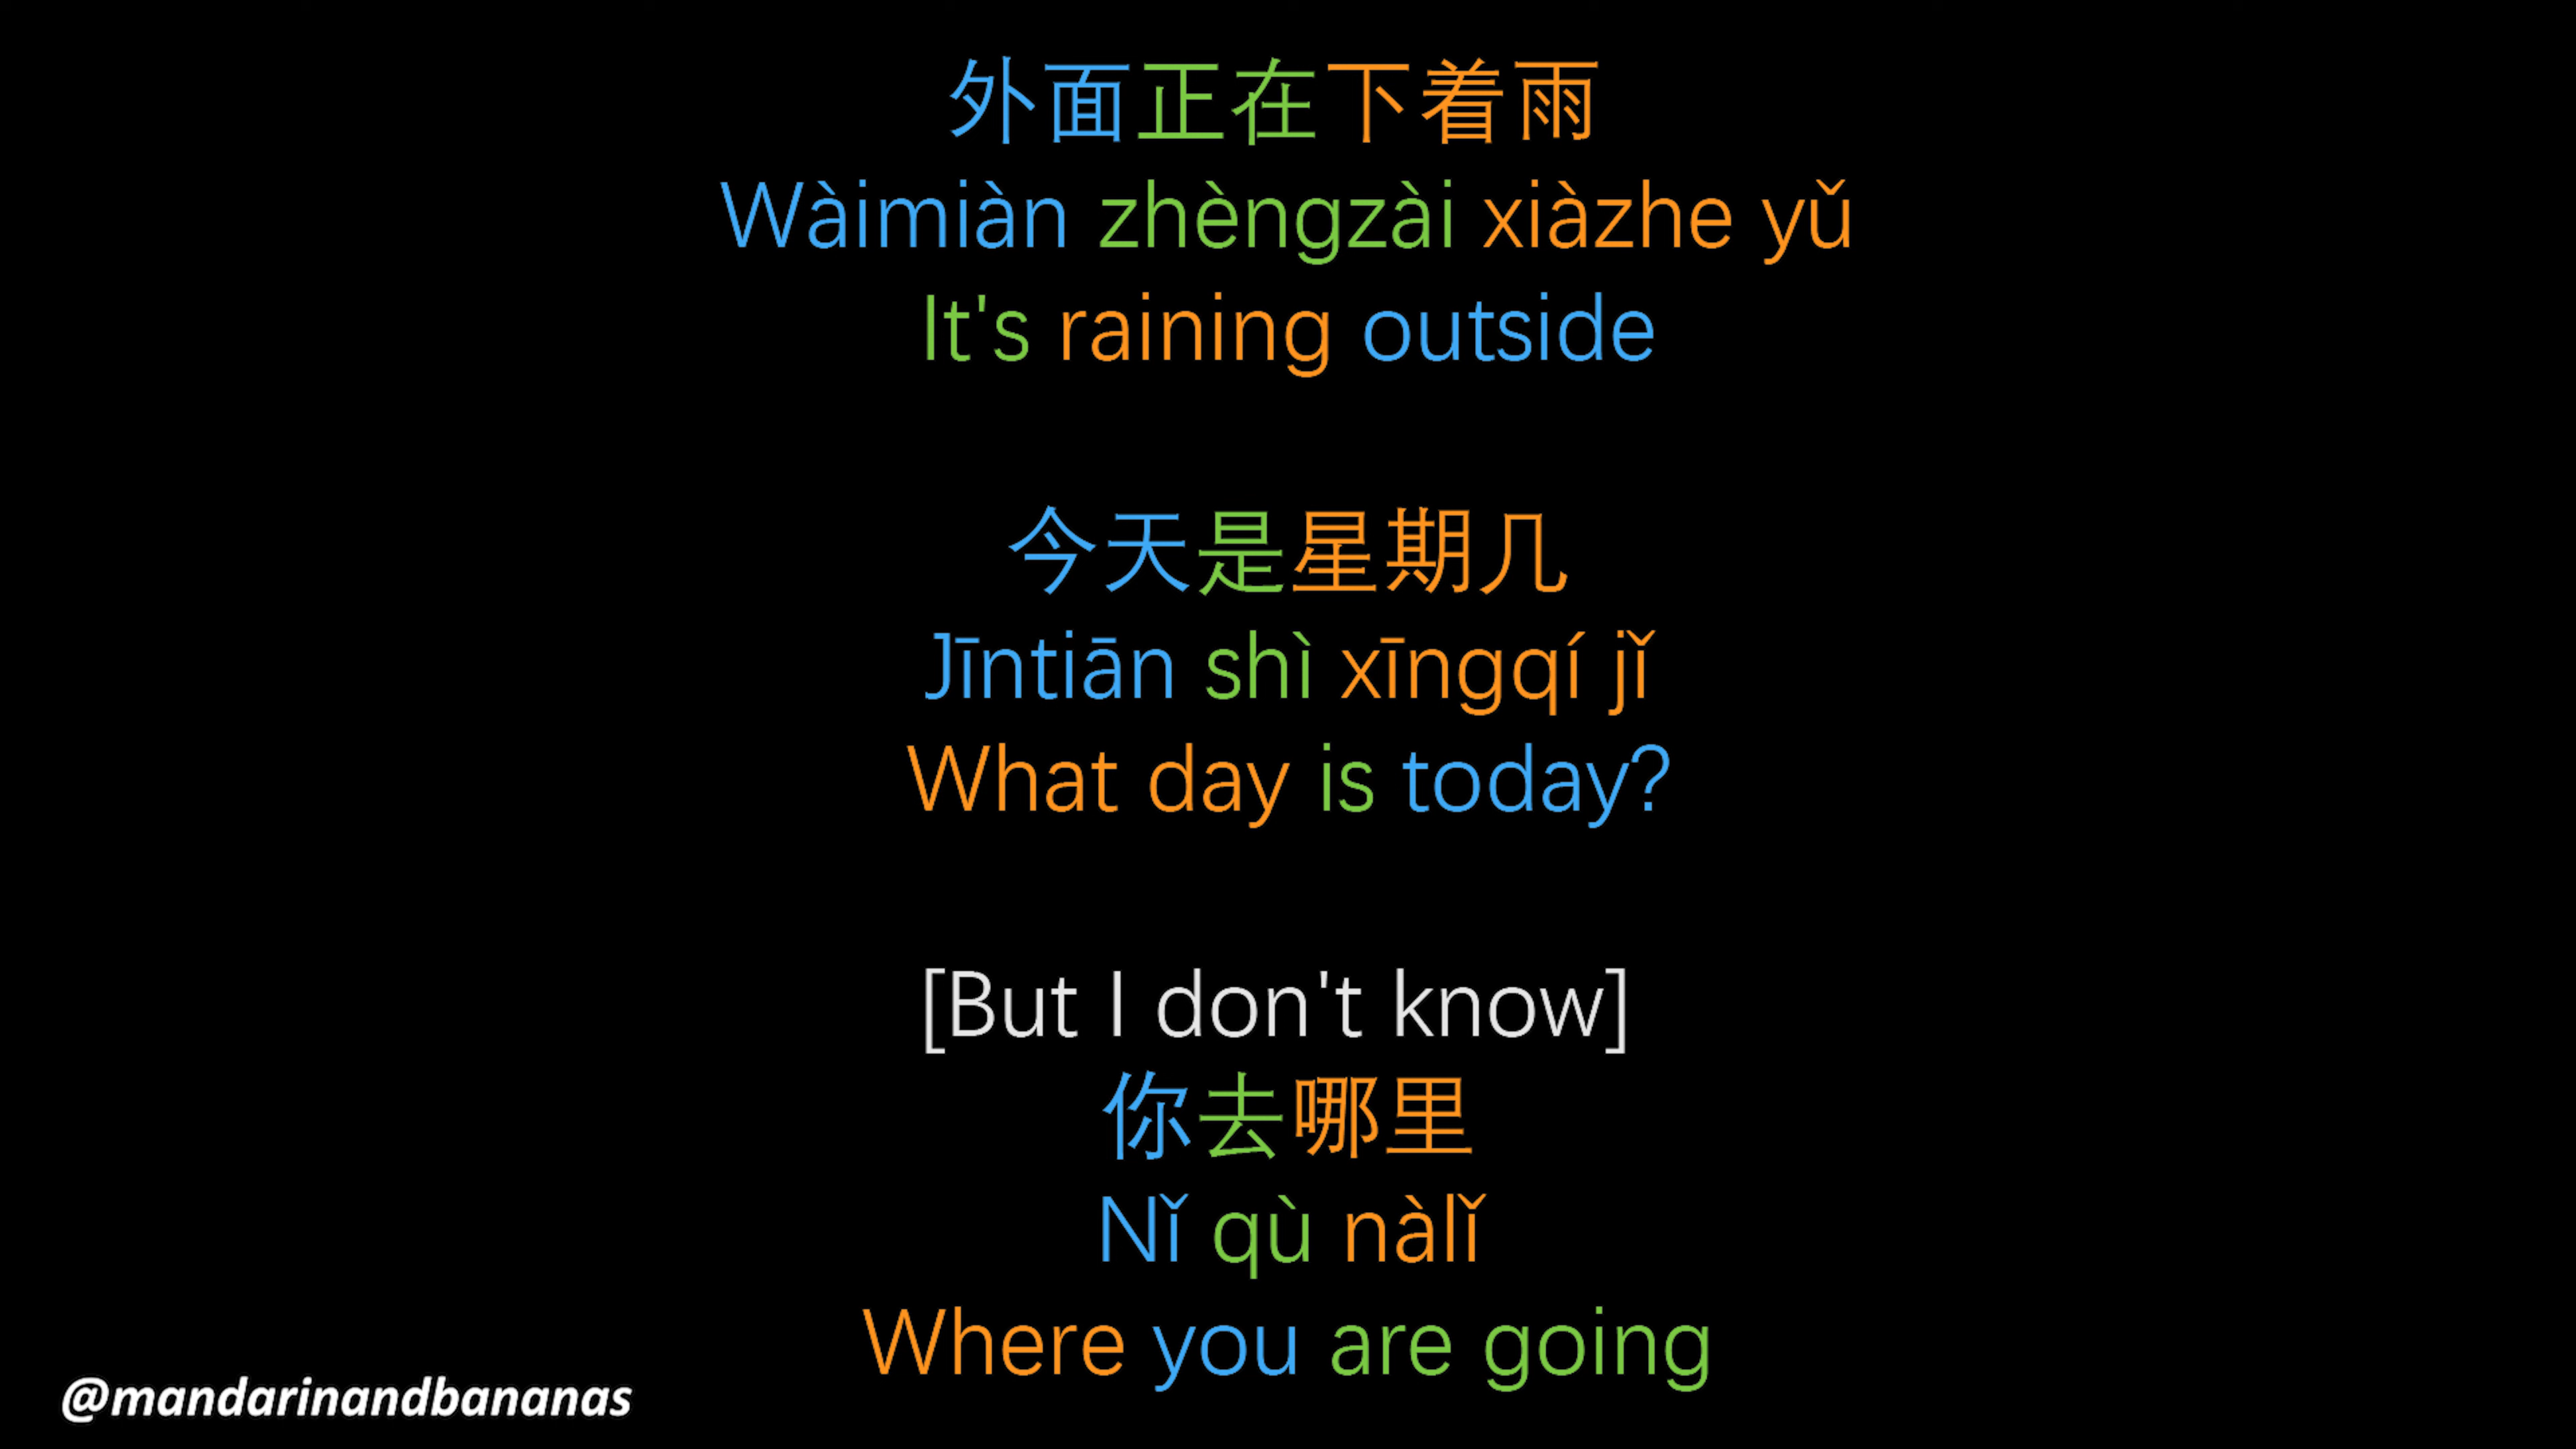 外面正在下着雨
Wàimiàn zhèngzài xiàzhe yǔ
It's raining outside
今天是星期几
Jīntiān shì xīngqí jǐ
What day is today?
[But I don't know]
你去哪里
Nǐ qù nàlǐ
Where you are going
@mandarinandbananas